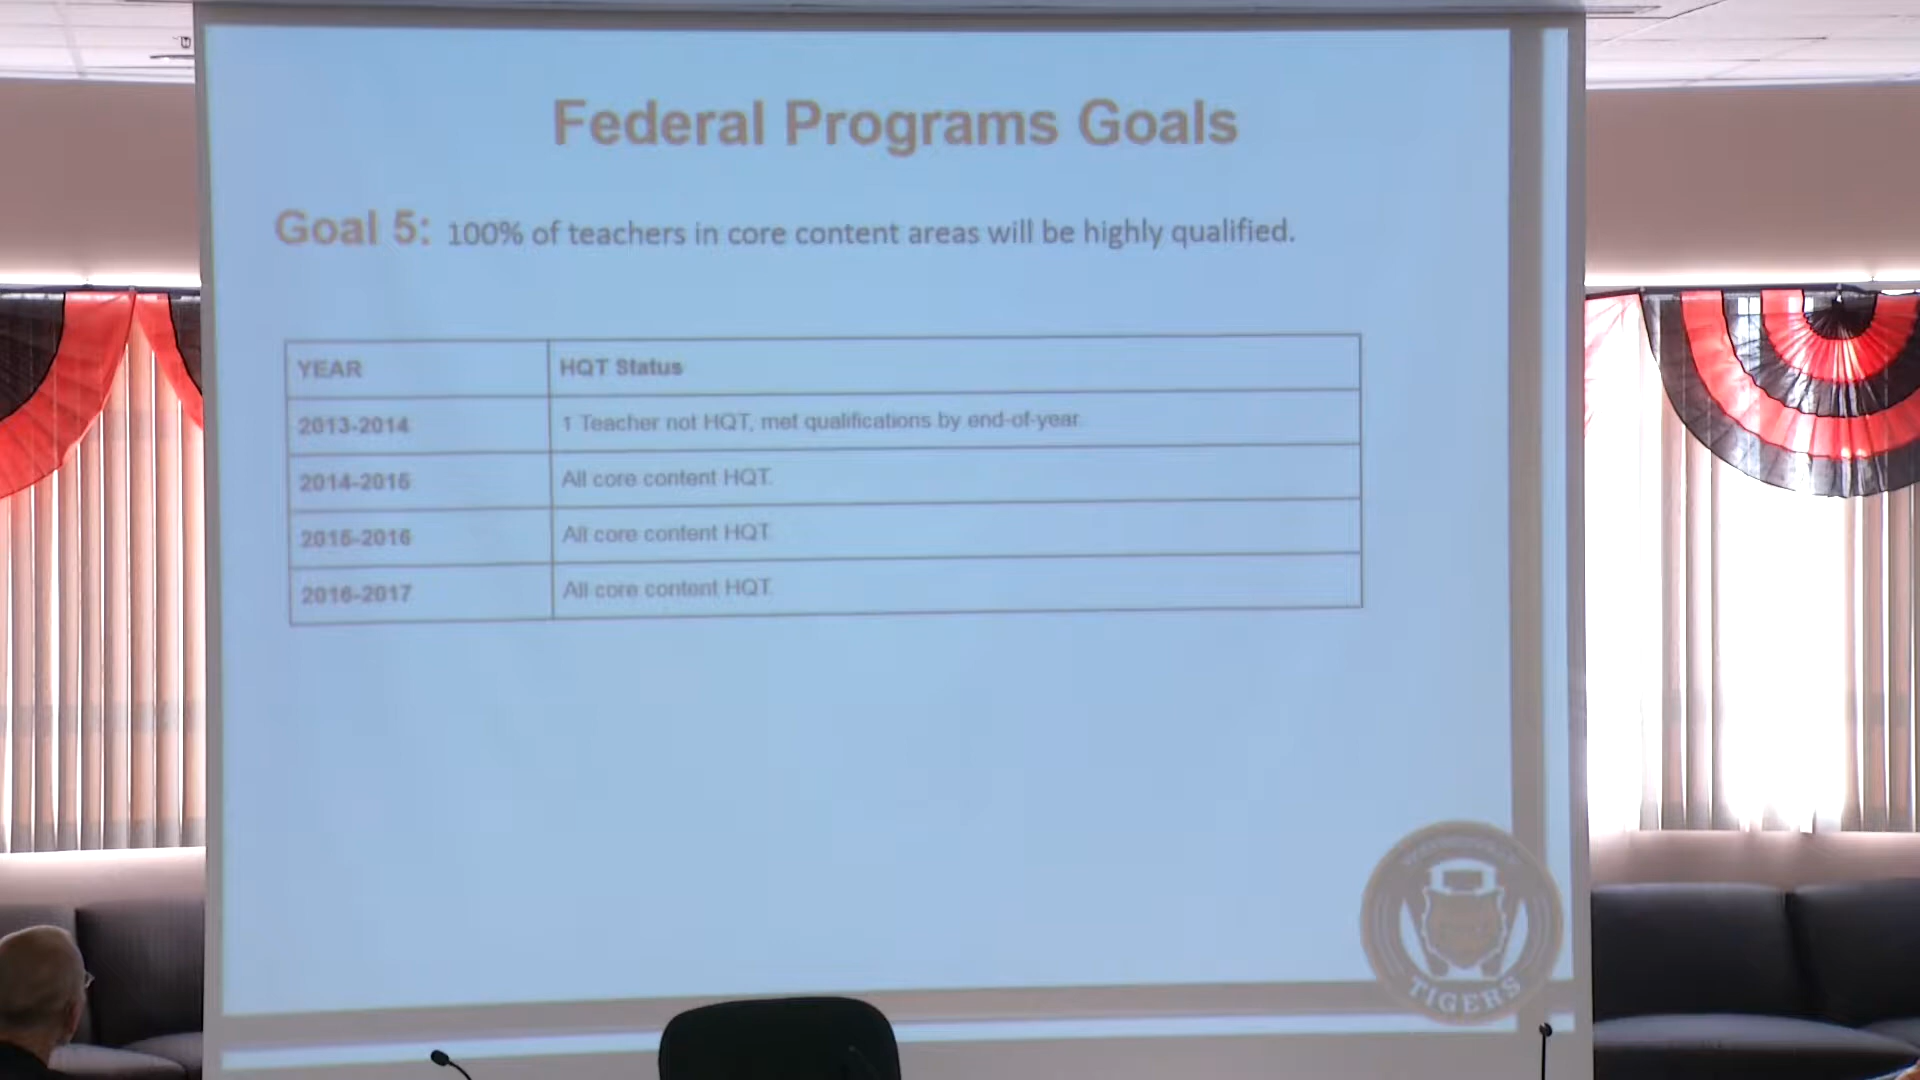 Federal Programs Goals
Goal 5: 100% of teachers in core content areas will be highly qualified.
YEAR HQT Status
2013-2014 1 Teacher not HQT, met qualifications by end-of-year.
2014-2015 All core content HQT.
2015-2016 All core content HQT.
2016-2017 All core content HQT.
TIGERS